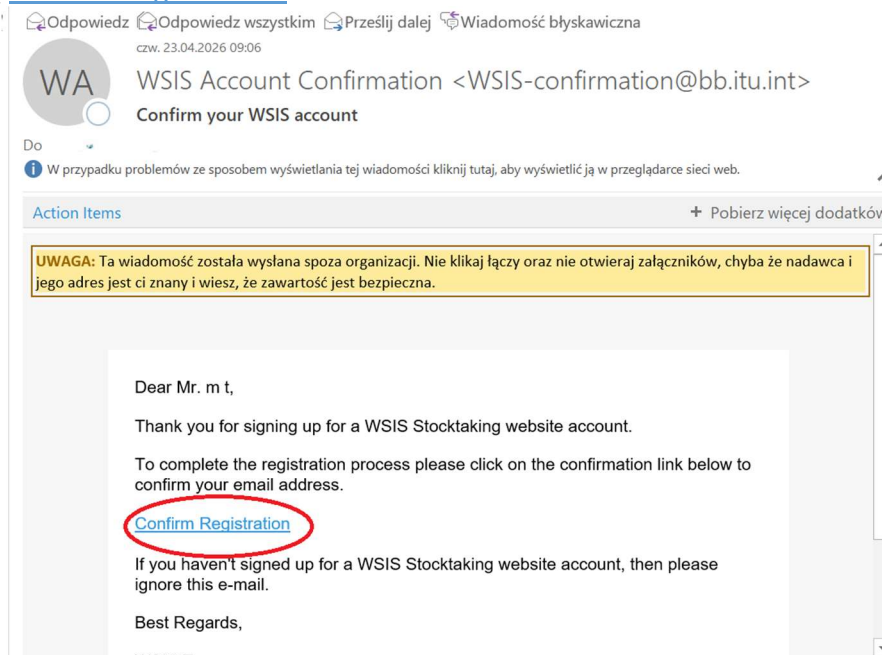 Odpowiedz Odpowiedz wszystkim Prześlij dalej Wiadomość błyskawiczna
czw. 23.04.2026 09:06
WA
WSIS Account Confirmation <WSIS-confirmation@bb.itu.int>
Confirm your WSIS account
Do
W przypadku problemów ze sposobem wyświetlania tej wiadomości kliknij tutaj, aby wyświetlić ją w przeglądarce sieci web.
Action Items + Pobierz więcej dodatków
UWAGA: Ta wiadomość została wysłana spoza organizacji. Nie klikaj łączy oraz nie otwieraj załączników, chyba że nadawca i
jego adres jest ci znany i wiesz, że zawartość jest bezpieczna.
Dear Mr. m t,
Thank you for signing up for a WSIS Stocktaking website account.
To complete the registration process please click on the confirmation link below to
confirm your email address.
Confirm Registration
If you haven't signed up for a WSIS Stocktaking website account, then please
ignore this e-mail.
Best Regards,